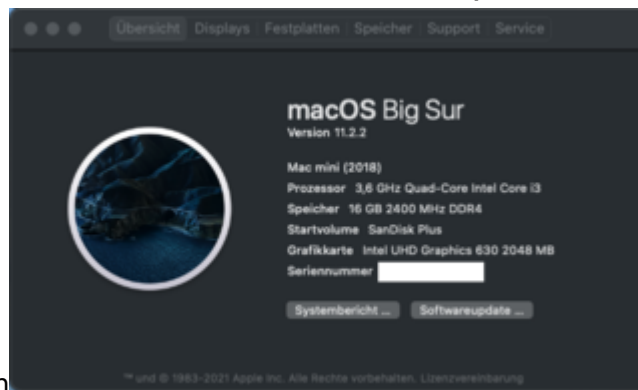 Übersicht Displays Festplatten Speicher Support Service
macOS Big Sur
Version 11.2.2
Mac mini (2018)
Prozessor 3,6 GHz Quad-Core Intel Core i3
Speicher 16 GB 2400 MHz DDR4
Startvolume SanDisk Plus
Grafikkarte Intel UHD Graphics 630 2048 MB
Seriennummer
Systembericht ... Softwareupdate ...
n
™ und © 1983-2021 Apple Inc. Alle Rechte vorbehalten. Lizenzvereinbarung